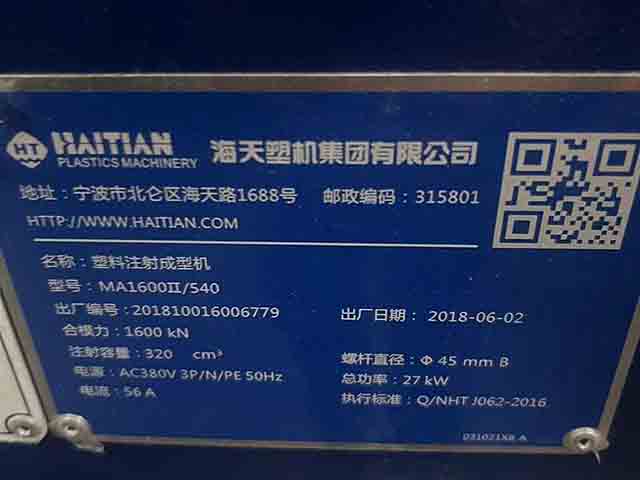 HT HAITIAN
PLASTICS MACHINERY
海天塑机集团有限公司
地址：宁波市北仑区海天路1688号 邮政编码：315801
HTTP://WWW.HAITIAN.COM
名称：塑料注射成型机
型号：MA1600II/540
出厂编号：201810016006779 出厂日期：2018-06-02
合模力：1600 kN
注射容量：320 cm³ 螺杆直径：Φ 45 mm B
电源：AC380V 3P/N/PE 50Hz 总功率：27 kW
电流：56 A 执行标准：Q/NHT J062-2016
031021X8 A